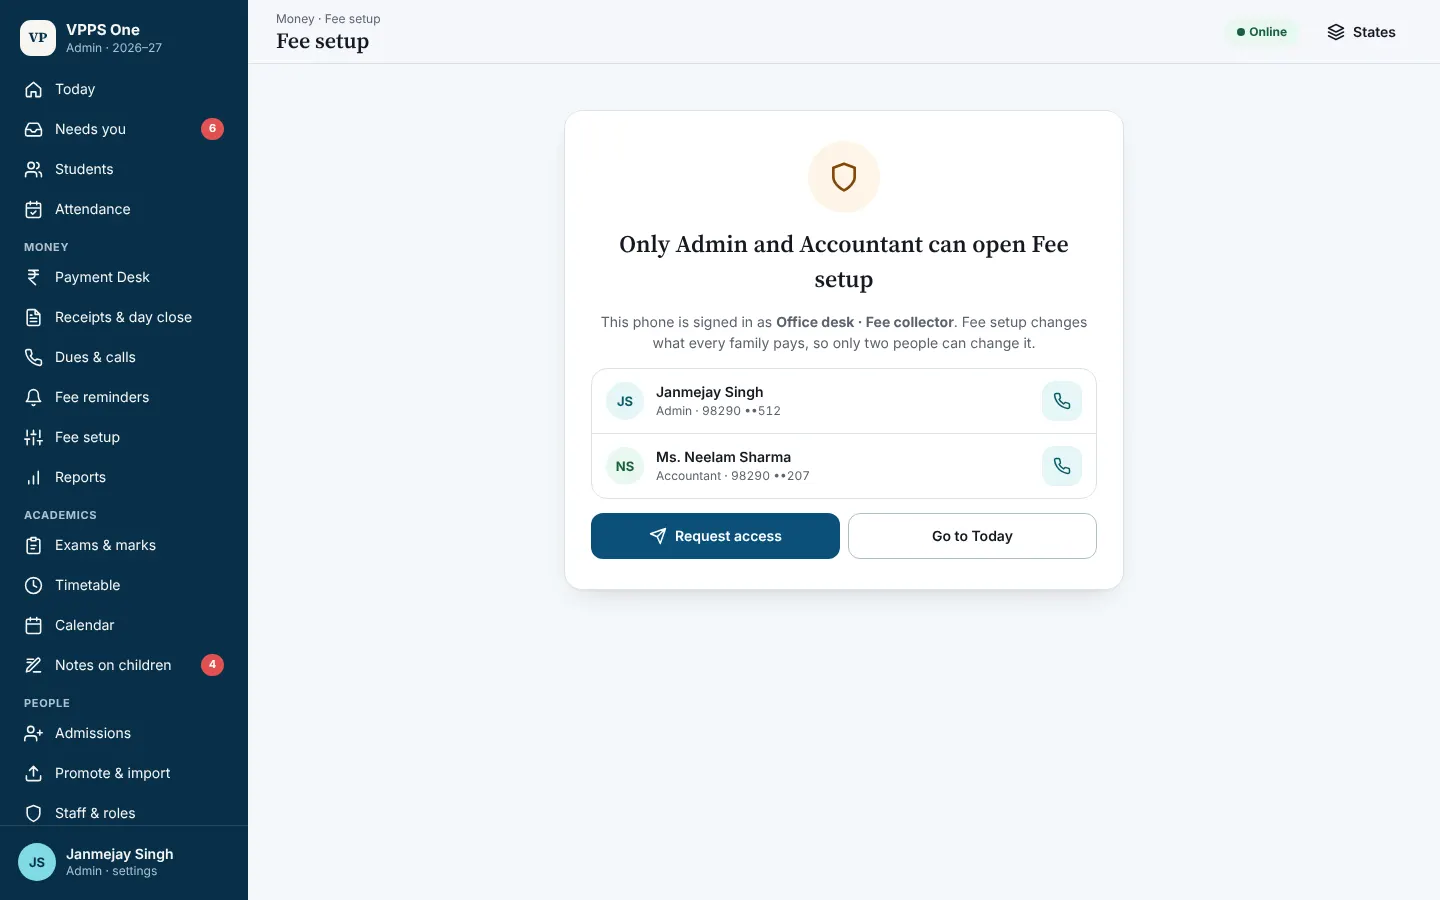 VP
VPPS One
Admin · 2026–27
Today
Needs you 6
Students
Attendance
MONEY
Payment Desk
Receipts & day close
Dues & calls
Fee reminders
Fee setup
Reports
ACADEMICS
Exams & marks
Timetable
Calendar
Notes on children 4
PEOPLE
Admissions
Promote & import
Staff & roles
JS
Janmejay Singh
Admin · settings
Money · Fee setup
Fee setup
Online
States
Only Admin and Accountant can open Fee
setup
This phone is signed in as Office desk · Fee collector. Fee setup changes
what every family pays, so only two people can change it.
JS
Janmejay Singh
Admin · 98290 ••512
NS
Ms. Neelam Sharma
Accountant · 98290 ••207
Request access
Go to Today